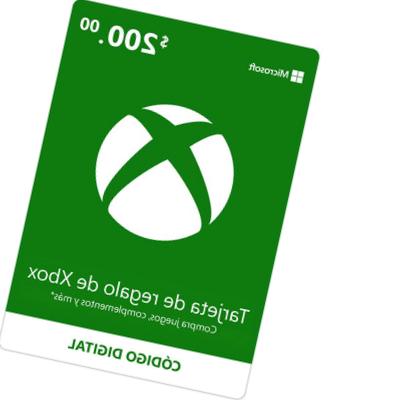 $200.00
Microsoft
Tarjeta de regalo de Xbox
Compra juegos, complementos y más*
CÓDIGO DIGITAL